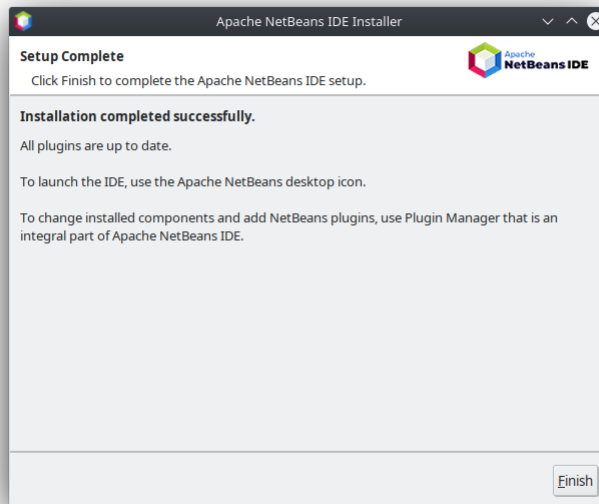 Apache NetBeans IDE Installer
Setup Complete
Click Finish to complete the Apache NetBeans IDE setup.
Apache
NetBeans IDE
Installation completed successfully.
All plugins are up to date.
To launch the IDE, use the Apache NetBeans desktop icon.
To change installed components and add NetBeans plugins, use Plugin Manager that is an
integral part of Apache NetBeans IDE.
Finish